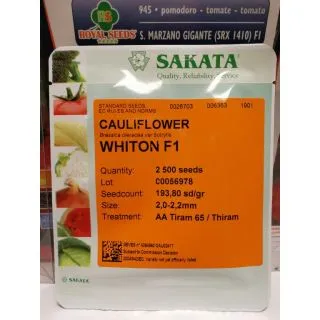 945 • pomodoro - tomate - tomato
RS
ROYAL SEEDS
S. MARZANO GIGANTE (SRX 1410) F1
SAKATA®
Quality, Reliability, Service
STANDARD SEEDS
EC RULES AND NORMS
CAULIFLOWER
Brassica oleracea var botrytis
WHITON F1
Quantity: 2 500 seeds
Lot 00056978
Seedcount: 193,80 sd/gr
Size: 2,0-2,2mm
Treatment: AA Tiram 65 / Thiram
SAKATA